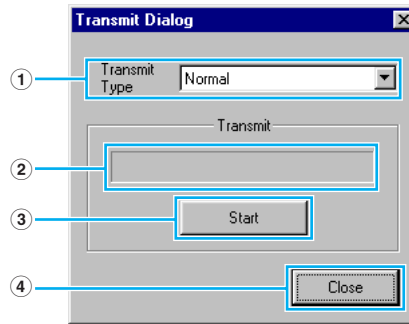 Transmit Dialog
1
Transmit
Type
Normal
Transmit
2
3
Start
4
Close